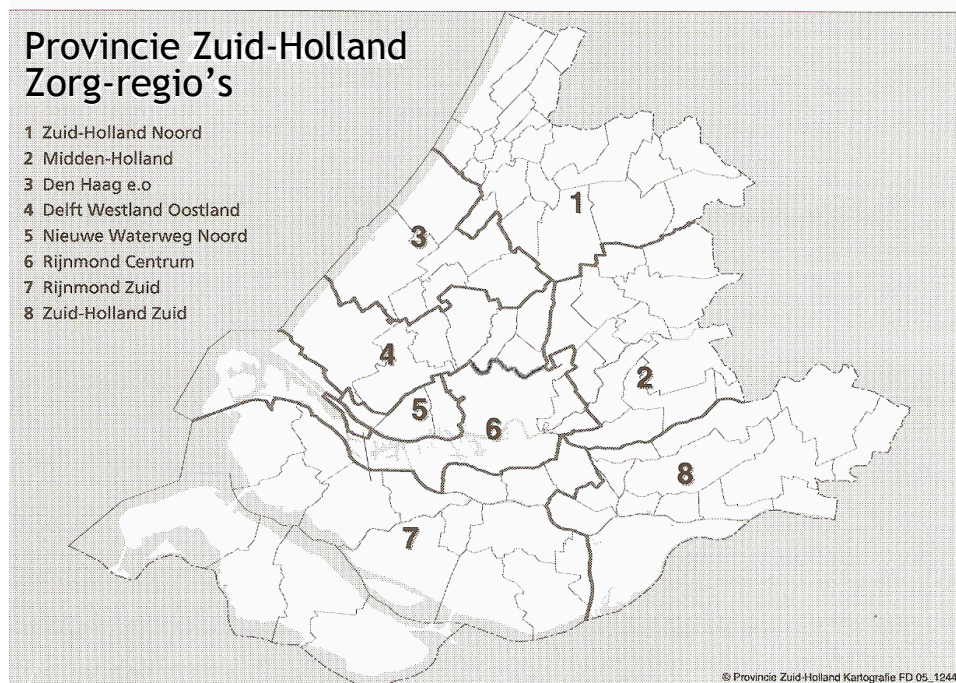 Provincie Zuid-Holland
Zorg-regio's
1 Zuid-Holland Noord
2 Midden-Holland
3 Den Haag e.o
4 Delft Westland Oostland
5 Nieuwe Waterweg Noord
6 Rijnmond Centrum
7 Rijnmond Zuid
8 Zuid-Holland Zuid
1
3
4
2
5
6
8
7
© Provincie Zuid-Holland Kartografie FD 05_1244